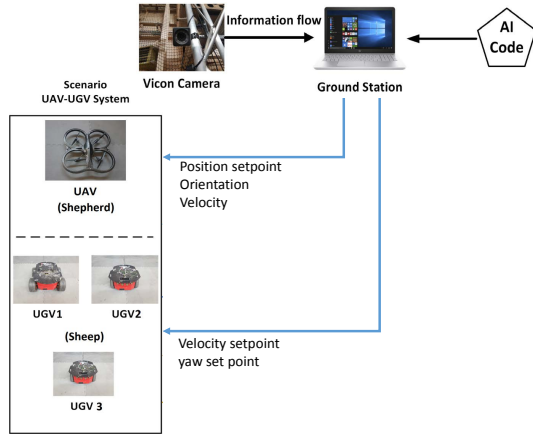 Information flow
AI
Code
Vicon Camera
Ground Station
Scenario
UAV-UGV System
UAV
(Shepherd)
Position setpoint
Orientation
Velocity
UGV1
UGV2
(Sheep)
Velocity setpoint
yaw set point
UGV 3